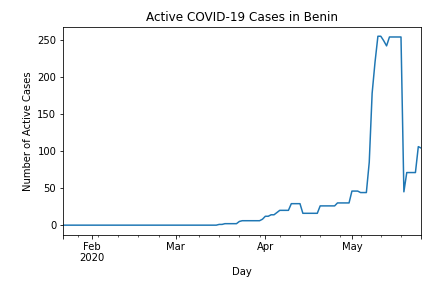 Active COVID-19 Cases in Benin
Number of Active Cases
250
200
150
100
50
0
Feb
2020
Mar
Apr
May
Day